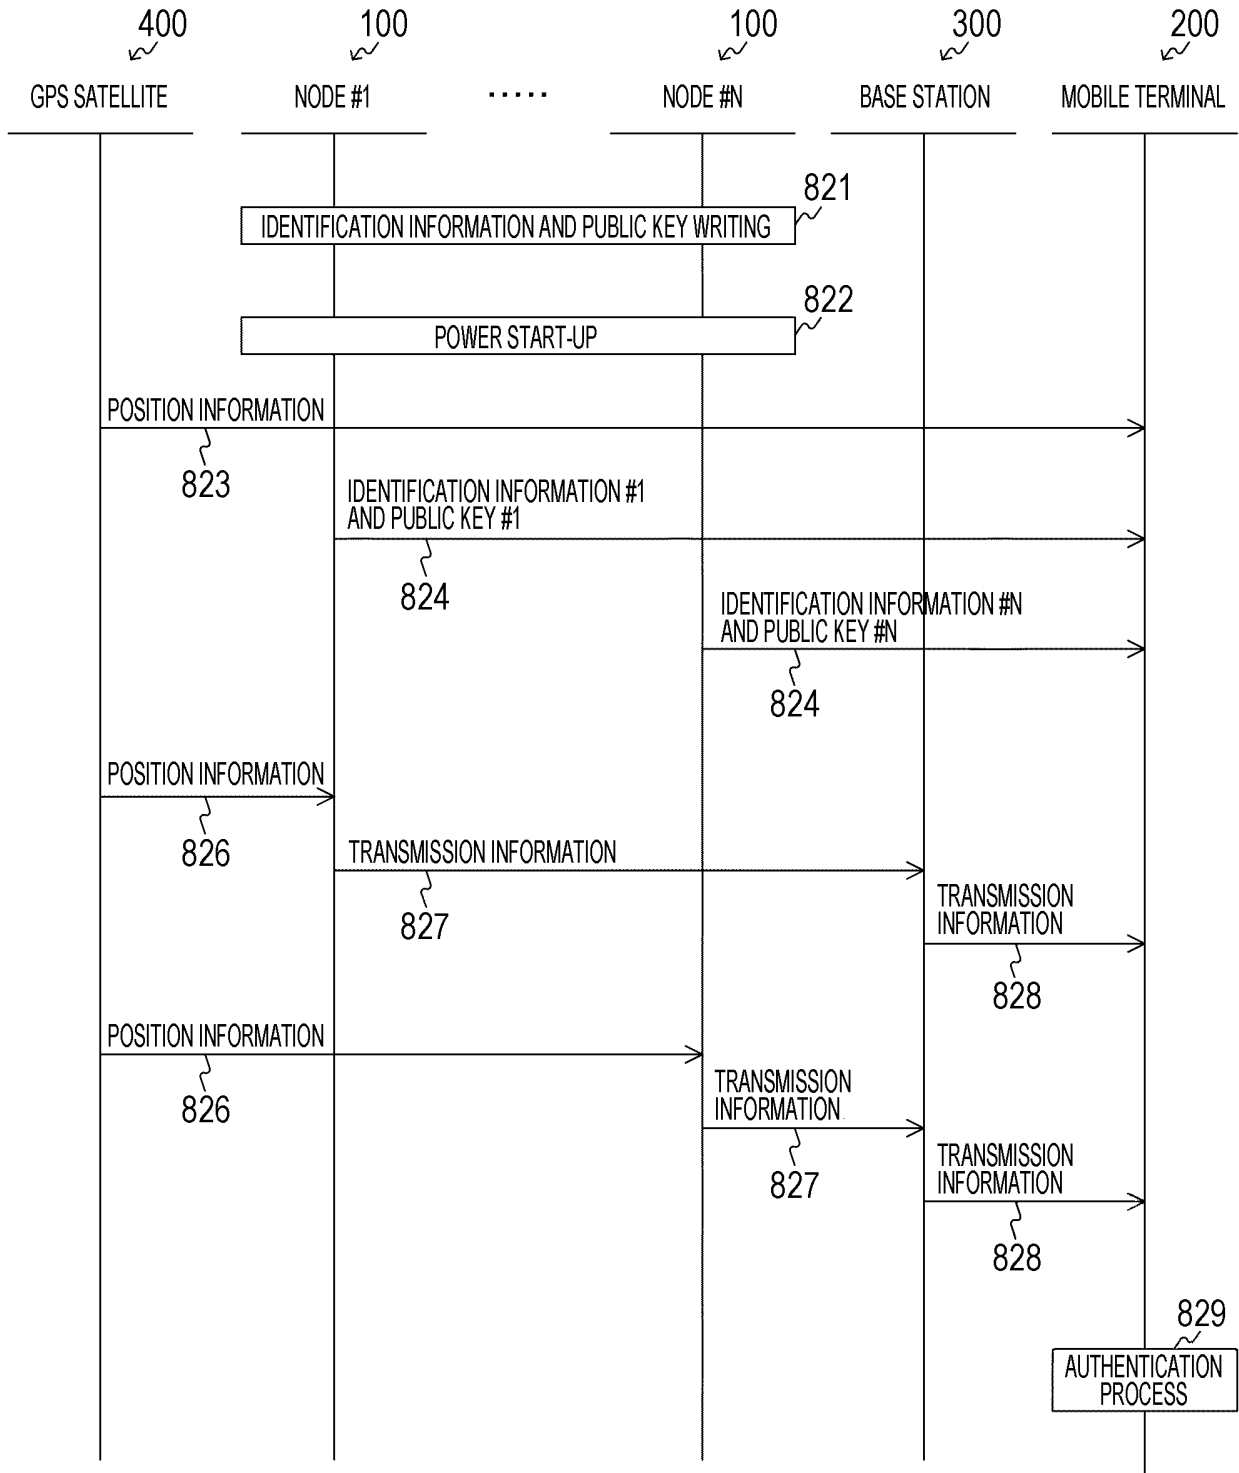 400
100
100
300
200
GPS SATELLITE
NODE #1
·····
NODE #N
BASE STATION
MOBILE TERMINAL
821
IDENTIFICATION INFORMATION AND PUBLIC KEY WRITING
822
POWER START-UP
POSITION INFORMATION
823
IDENTIFICATION INFORMATION #1
AND PUBLIC KEY #1
824
IDENTIFICATION INFORMATION #N
AND PUBLIC KEY #N
824
POSITION INFORMATION
826
TRANSMISSION INFORMATION
827
TRANSMISSION
INFORMATION
828
POSITION INFORMATION
826
TRANSMISSION
INFORMATION
827
TRANSMISSION
INFORMATION
828
829
AUTHENTICATION
PROCESS